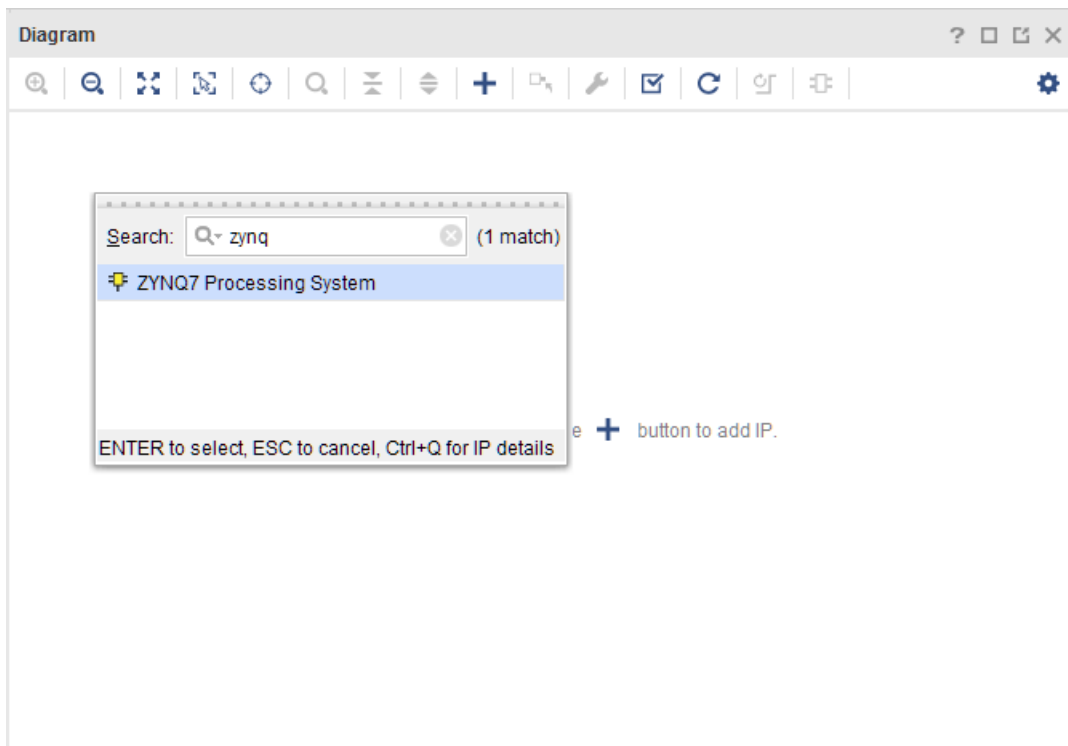 Diagram
Search: zynq (1 match)
ZYNQ7 Processing System
e + button to add IP.
ENTER to select, ESC to cancel, Ctrl+Q for IP details